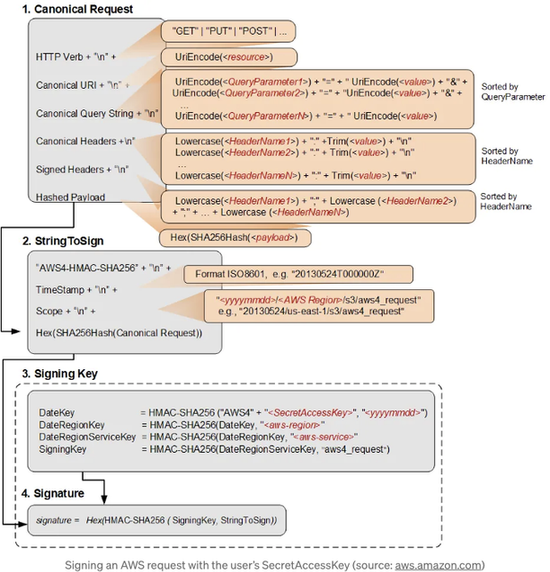 1. Canonical Request
"GET" | "PUT" | "POST" | ...
HTTP Verb + "\n" +
UriEncode(<resource>)
Canonical URI + "\n" +
UriEncode(<QueryParameter1>) + "=" + " UriEncode(<value>) + "&" +
UriEncode(<QueryParameter2>) + "=" + "UriEncode(<value>) + "&" +
...
UriEncode(<QueryParameterN>) + "=" + " UriEncode(<value>)
Sorted by
QueryParameter
Canonical Query String + "\n"
Canonical Headers +\n"
Lowercase(<HeaderName1>) + ":" +Trim(<value>) + "\n"
Lowercase(<HeaderName2>) + ":" + Trim(<value>) + "\n"
...
Lowercase(<HeaderNameN>) + ":" + Trim(<value>) + "\n"
Sorted by
HeaderName
Signed Headers + "\n"
Lowercase(<HeaderName1>) + ";" + Lowercase (<HeaderName2>)
+ ";" + ... + Lowercase (<HeaderNameN>)
Sorted by
HeaderName
Hashed Payload
Hex(SHA256Hash(<payload>)
2. StringToSign
"AWS4-HMAC-SHA256" + "\n" +
Format ISO8601, e.g. "20130524T000000Z"
TimeStamp + "\n" +
"<yyyymmdd>/<AWS Region>/s3/aws4_request"
e.g., "20130524/us-east-1/s3/aws4_request"
Scope + "\n" +
Hex(SHA256Hash(Canonical Request))
3. Signing Key
DateKey = HMAC-SHA256 ("AWS4" + "<SecretAccessKey>", "<yyyymmdd>")
DateRegionKey = HMAC-SHA256(DateKey, "<aws-region>")
DateRegionServiceKey = HMAC-SHA256(DateRegionKey, "<aws-service>")
SigningKey = HMAC-SHA256(DateRegionServiceKey, "aws4_request")
4. Signature
signature = Hex(HMAC-SHA256 ( SigningKey, StringToSign))
Signing an AWS request with the user's SecretAccessKey (source: aws.amazon.com)